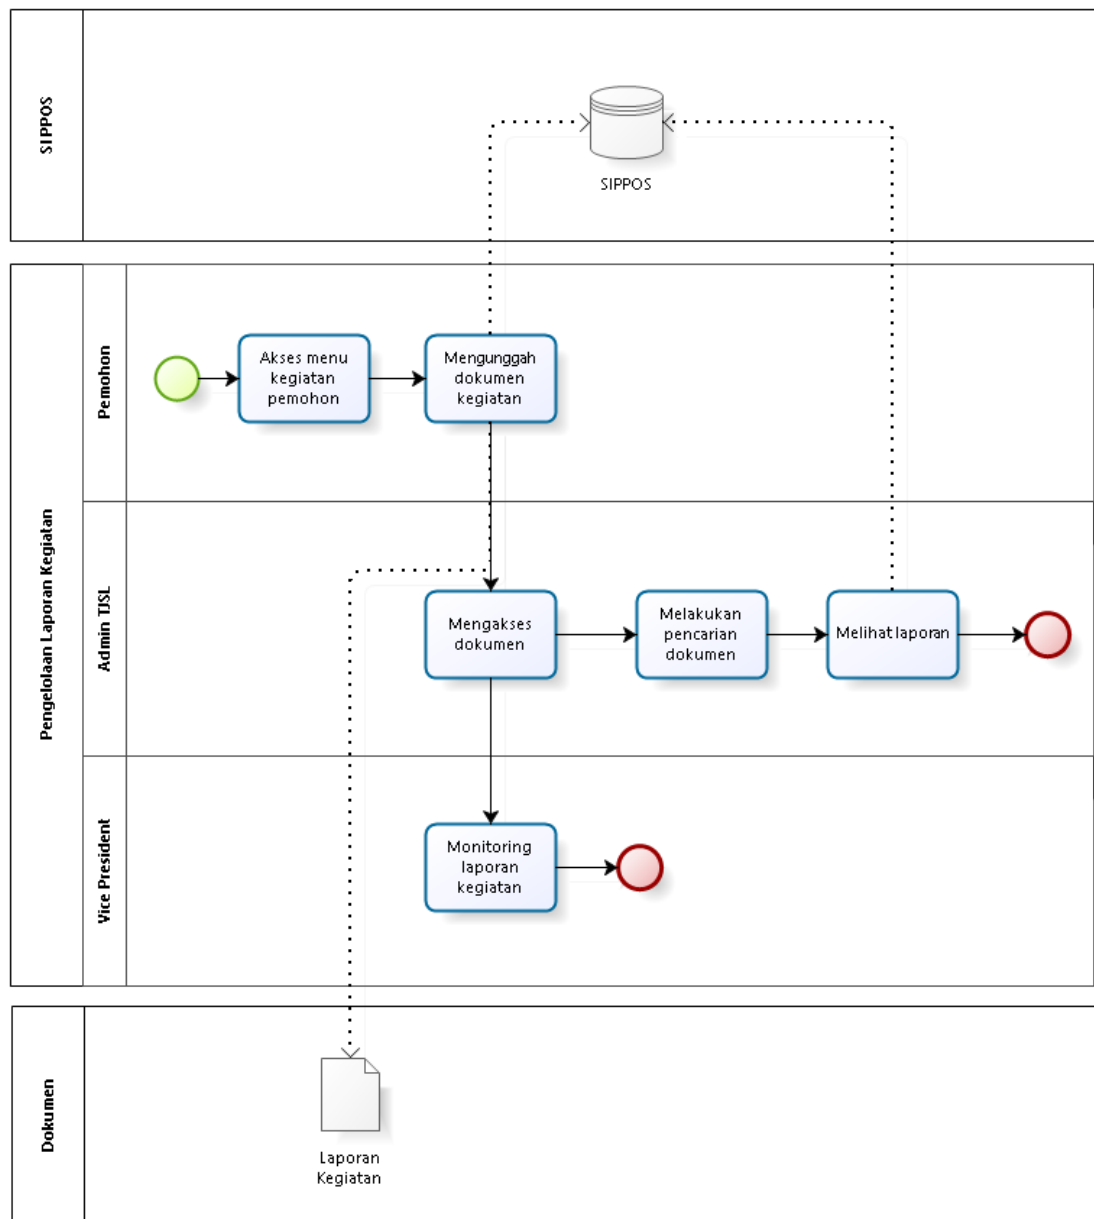 SIPPOS
SIPPOS
Pengelolaan Laporan Kegiatan
Pemohon
Akses menu
kegiatan
pemohon
Mengunggah
dokumen
kegiatan
Admin TJSL
Mengakses
dokumen
Melakukan
pencarian
dokumen
Melihat laporan
Vice President
Monitoring
laporan
kegiatan
Dokumen
Laporan
Kegiatan